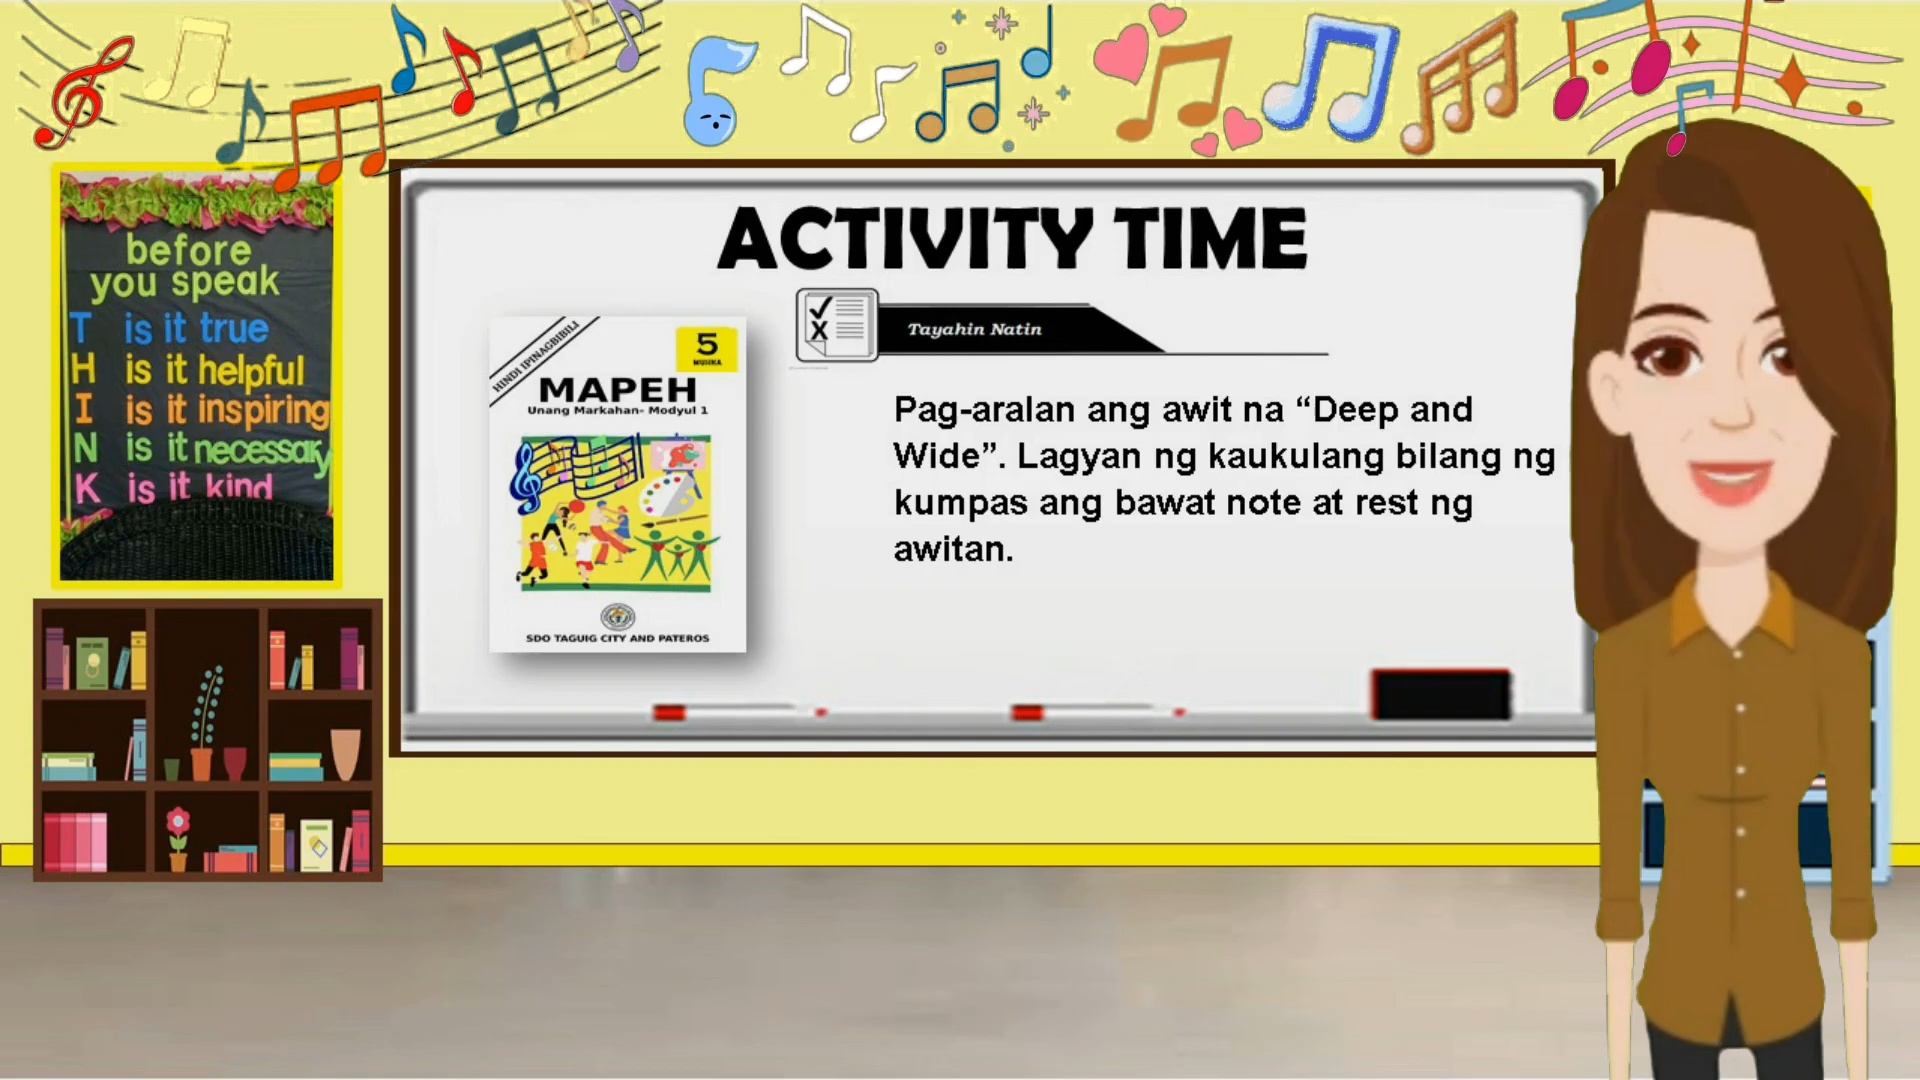 before
you speak
T is it true
H is it helpful
I is it inspiring
N is it necessary
K is it kind
ACTIVITY TIME
Tayahin Natin
HINDI IPINAGBIBILI
5
MUSIKA
MAPEH
Unang Markahan- Modyul 1
SDO TAGUIG CITY AND PATEROS
Pag-aralan ang awit na “Deep and
Wide”. Lagyan ng kaukulang bilang ng
kumpas ang bawat note at rest ng
awitan.